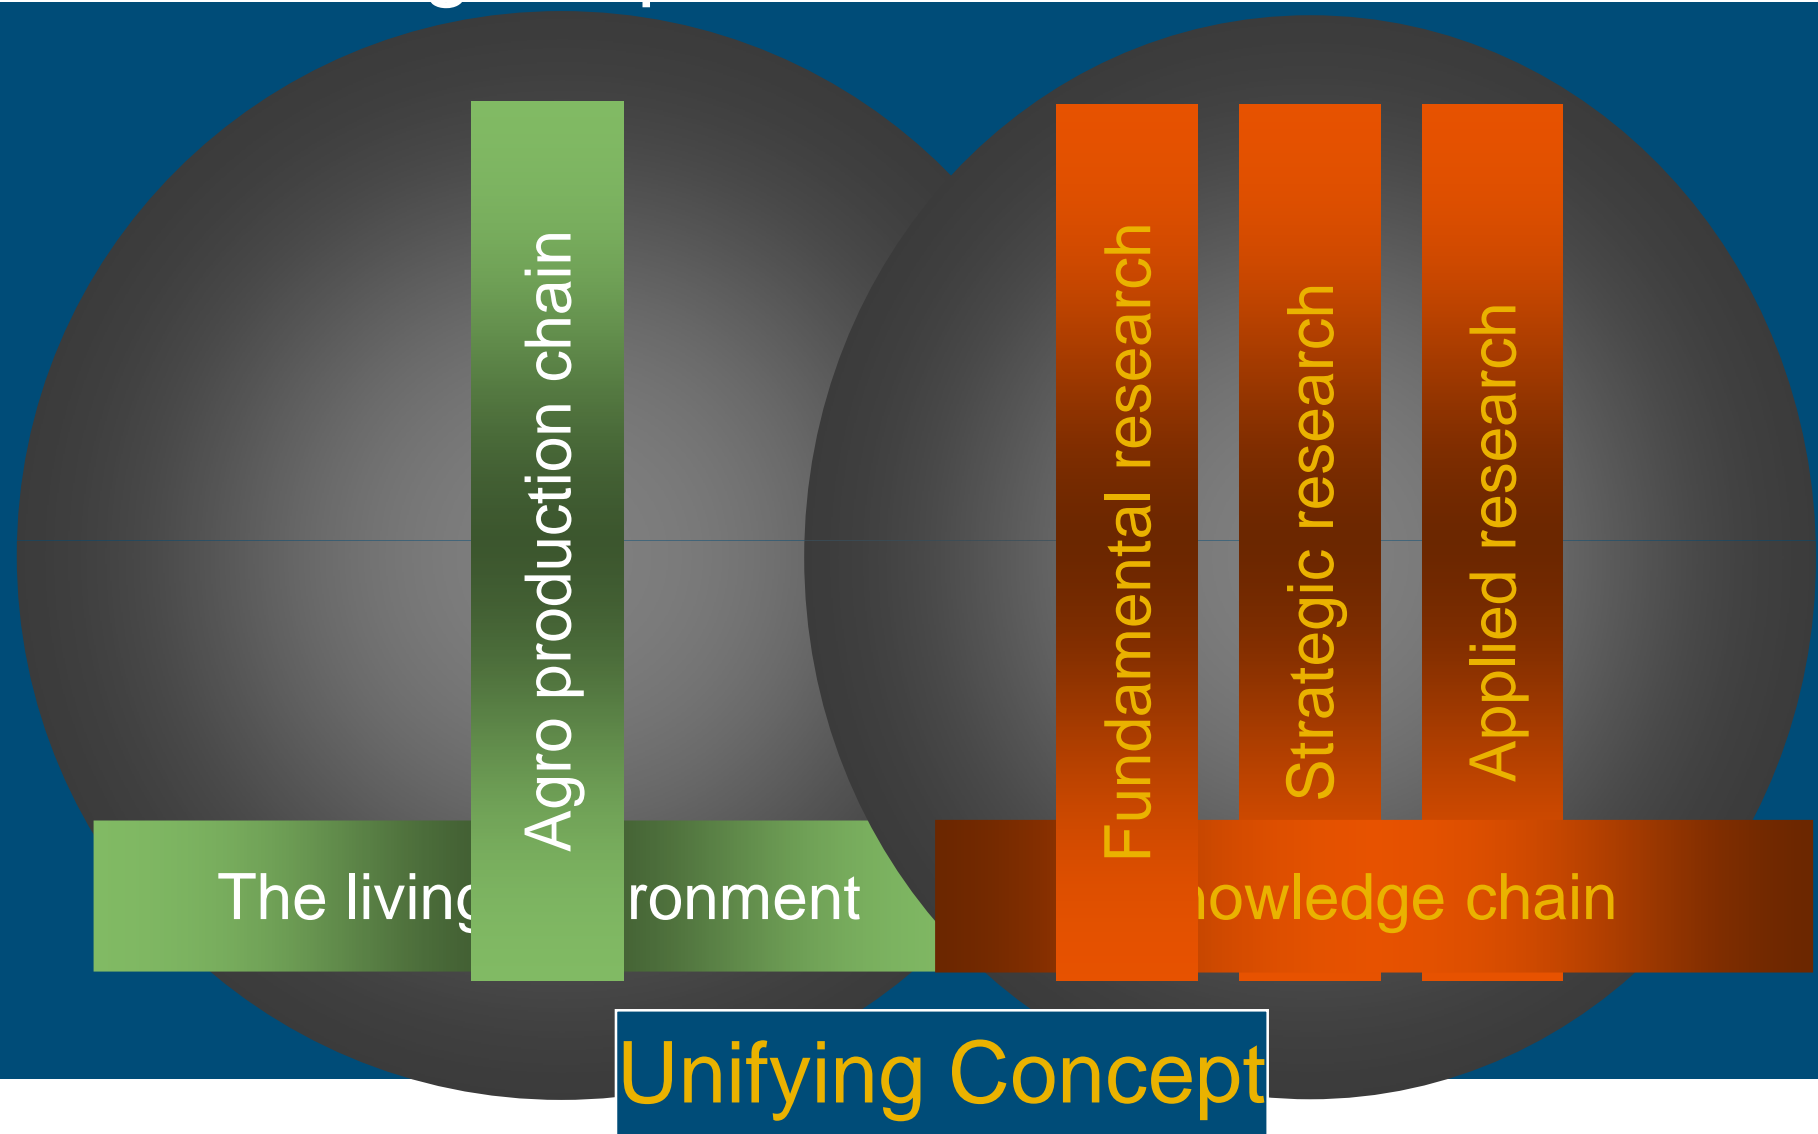 Agro production chain
Fundamental research
Strategic research
Applied research
The living ronment
nowledge chain
Unifying Concept